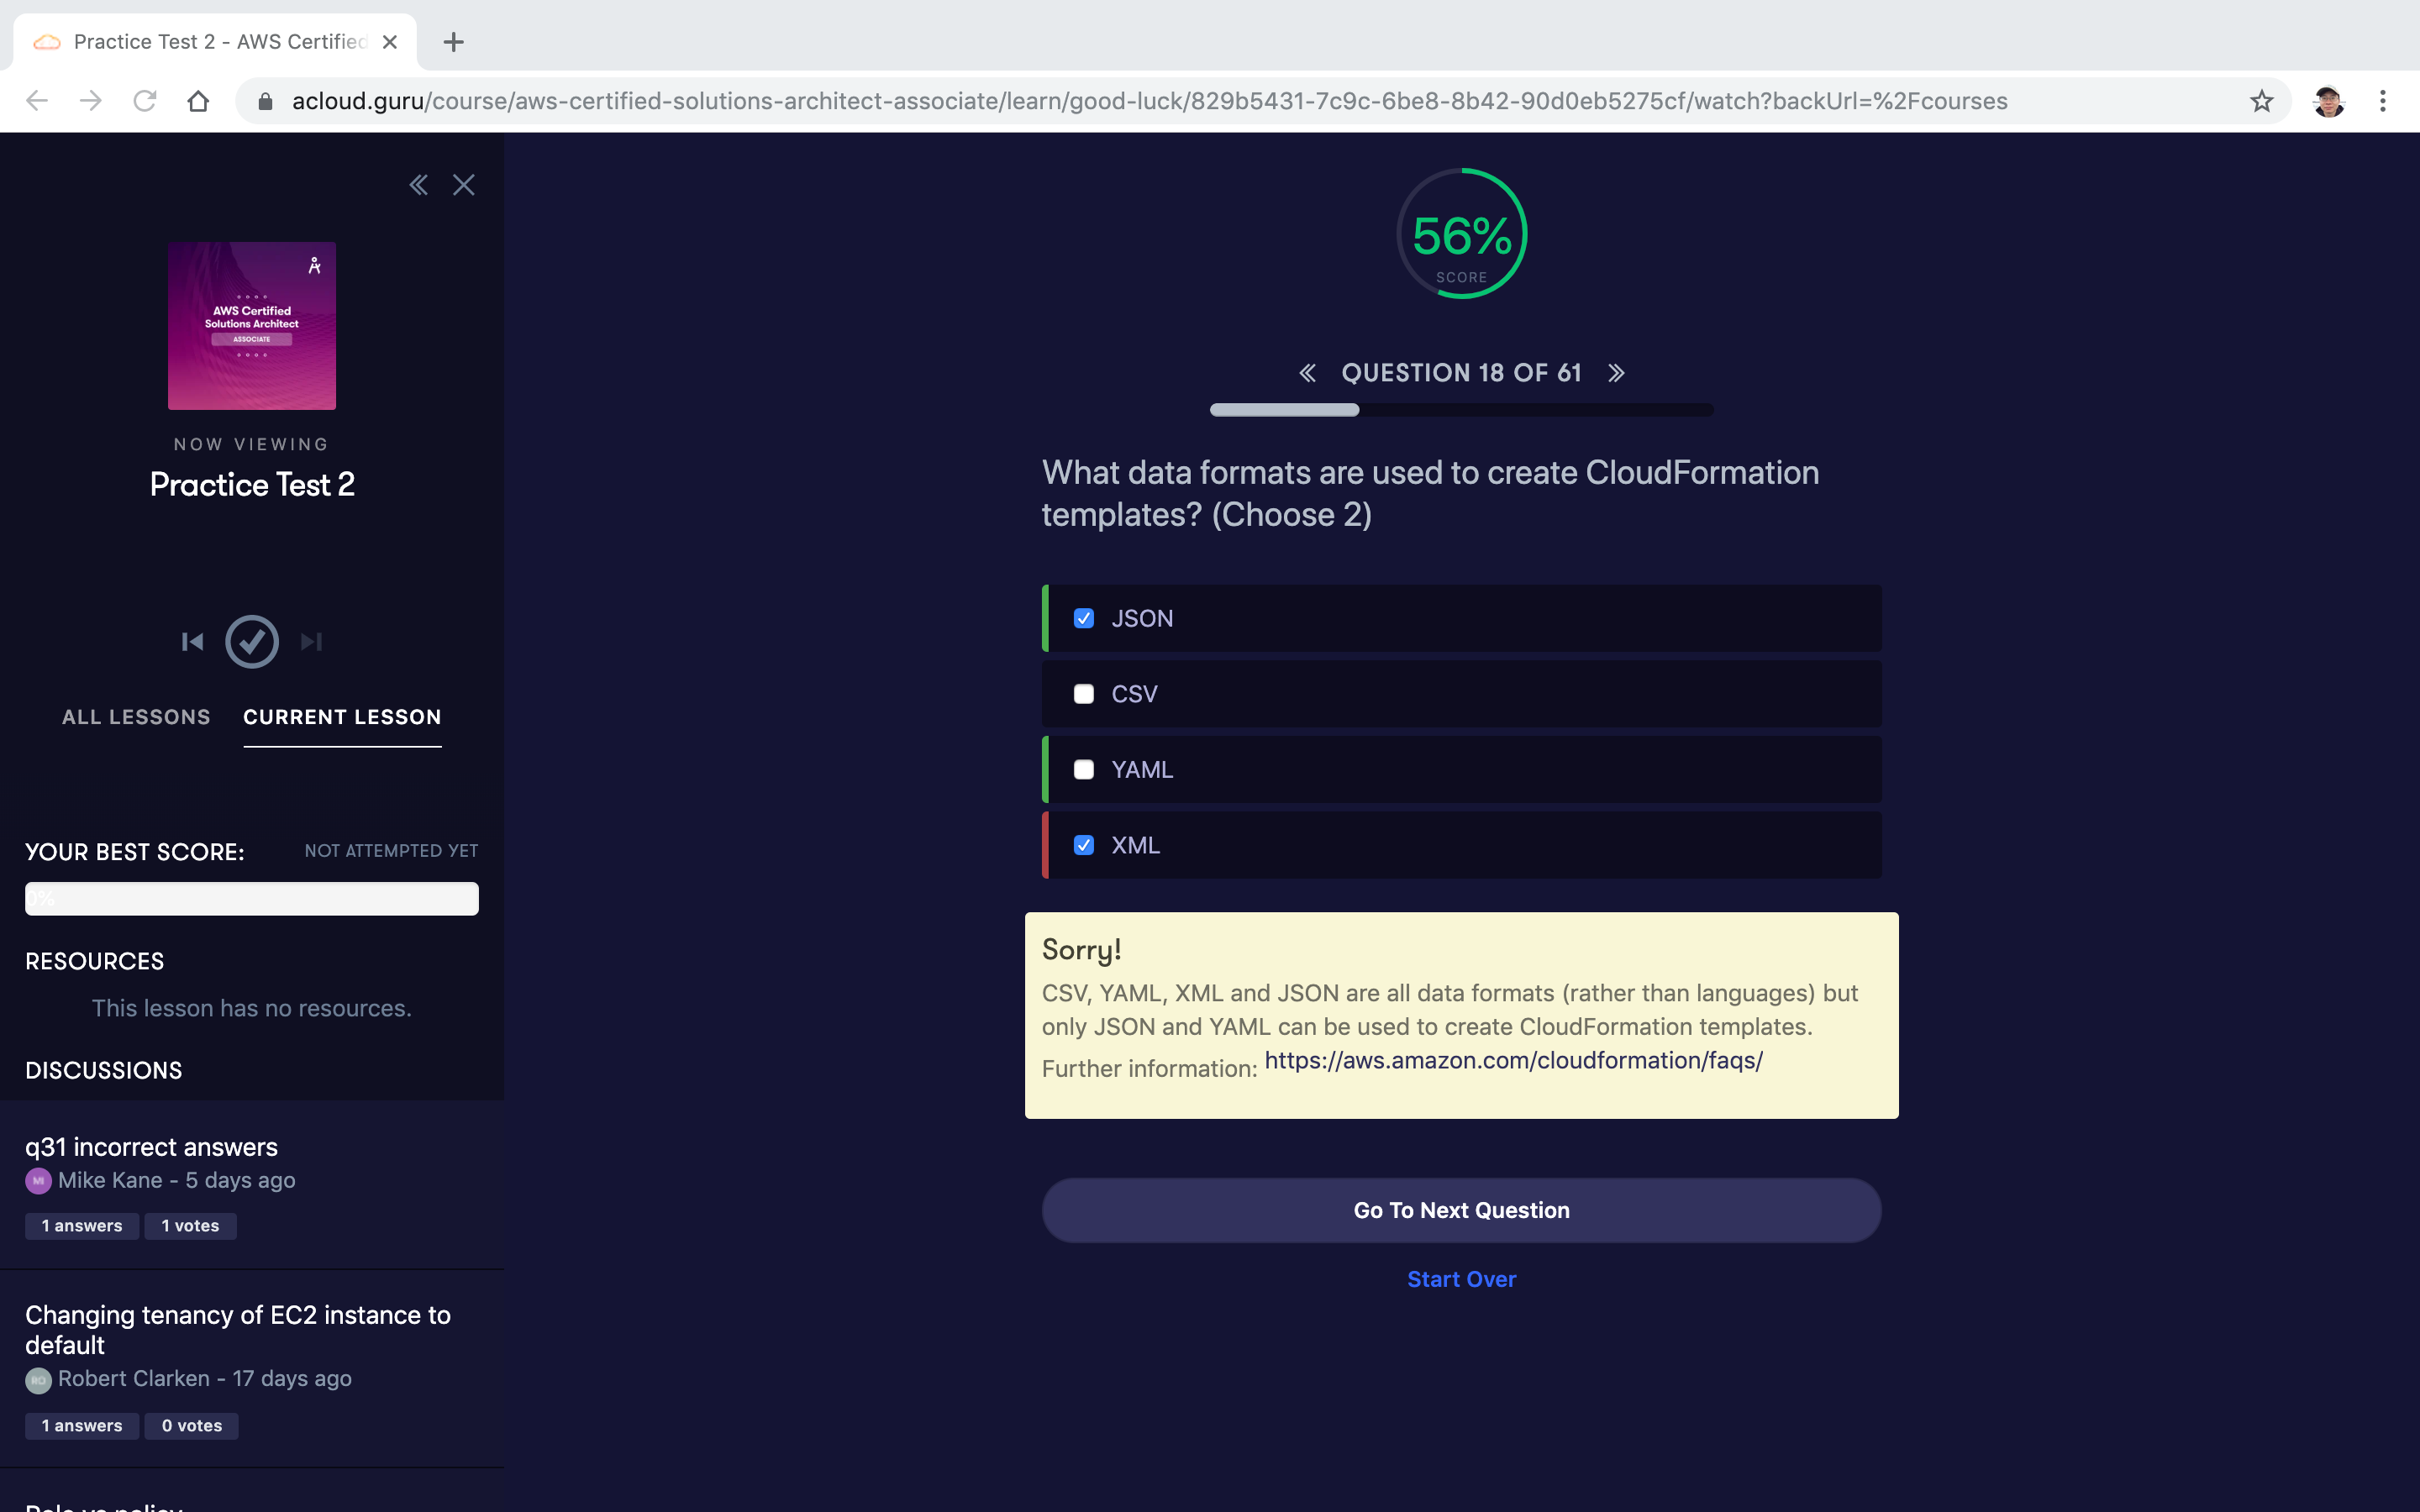 Practice Test 2 - AWS Certified
acloud.guru/course/aws-certified-solutions-architect-associate/learn/good-luck/829b5431-7c9c-6be8-8b42-90d0eb5275cf/watch?backUrl=%2Fcourses
AWS Certified
Solutions Architect
ASSOCIATE
NOW VIEWING
Practice Test 2
ALL LESSONS
CURRENT LESSON
YOUR BEST SCORE:
NOT ATTEMPTED YET
0%
RESOURCES
This lesson has no resources.
DISCUSSIONS
q31 incorrect answers
MI
Mike Kane - 5 days ago
1 answers
1 votes
Changing tenancy of EC2 instance to
default
RO
Robert Clarken - 17 days ago
1 answers
0 votes
Role vs policy
56%
SCORE
QUESTION 18 OF 61
What data formats are used to create CloudFormation
templates? (Choose 2)
JSON
CSV
YAML
XML
Sorry!
CSV, YAML, XML and JSON are all data formats (rather than languages) but
only JSON and YAML can be used to create CloudFormation templates.
Further information: https://aws.amazon.com/cloudformation/faqs/
Go To Next Question
Start Over